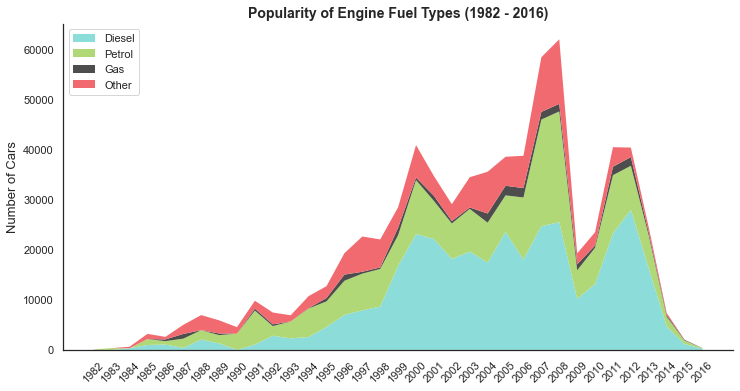 Popularity of Engine Fuel Types (1982 - 2016)
Diesel
Petrol
Gas
Other
Number of Cars
60000
50000
40000
30000
20000
10000
0
1982 1983 1984 1985 1986 1987 1988 1989 1990 1991 1992 1993 1994 1995 1996 1997 1998 1999 2000 2001 2002 2003 2004 2005 2006 2007 2008 2009 2010 2011 2012 2013 2014 2015 2016